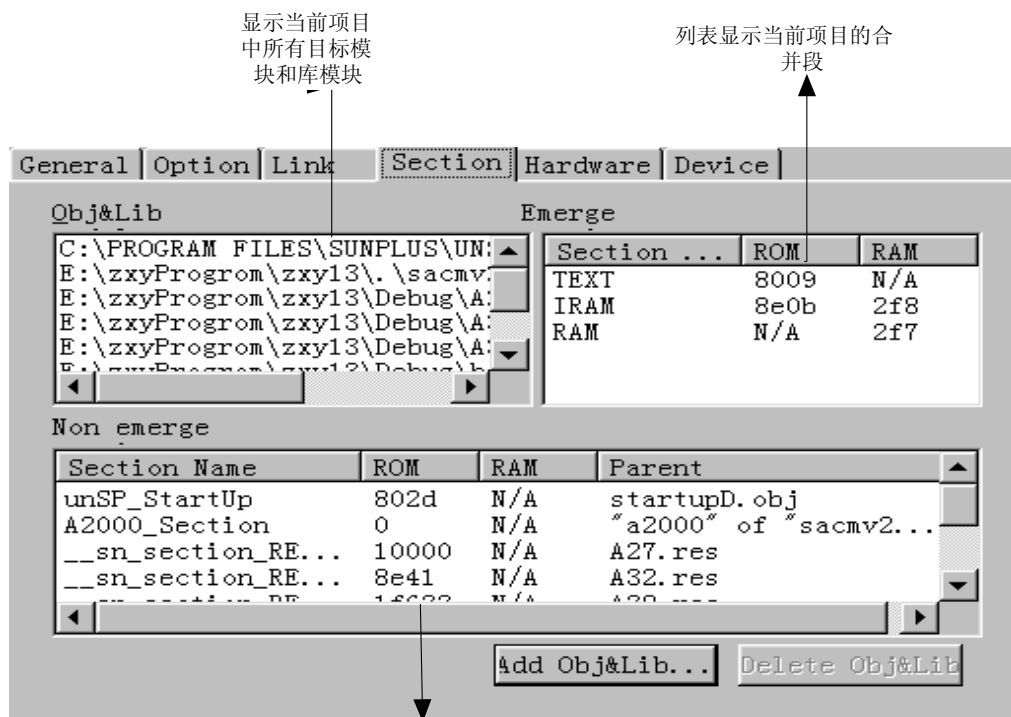 显示当前项目
中所有目标模
块和库模块
列表显示当前项目的合
并段
General Option Link Section Hardware Device
Obj&Lib
Emerge
C:\PROGRAM FILES\SUNPLUS\UN
E:\zxyProgrom\zxy13\.\sacmv
E:\zxyProgrom\zxy13\Debug\A
E:\zxyProgrom\zxy13\Debug\A
E:\zxyProgrom\zxy13\Debug\A
Section ... ROM RAM
TEXT 8009 N/A
IRAM 8e0b 2f8
RAM N/A 2f7
Non emerge
Section Name ROM RAM Parent
unSP_StartUp 802d N/A startupD.obj
A2000_Section 0 N/A "a2000" of "sacmv2...
__sn_section_RE... 10000 N/A A27.res
__sn_section_RE... 8e41 N/A A32.res
Add Obj&Lib... Delete Obj&Lib